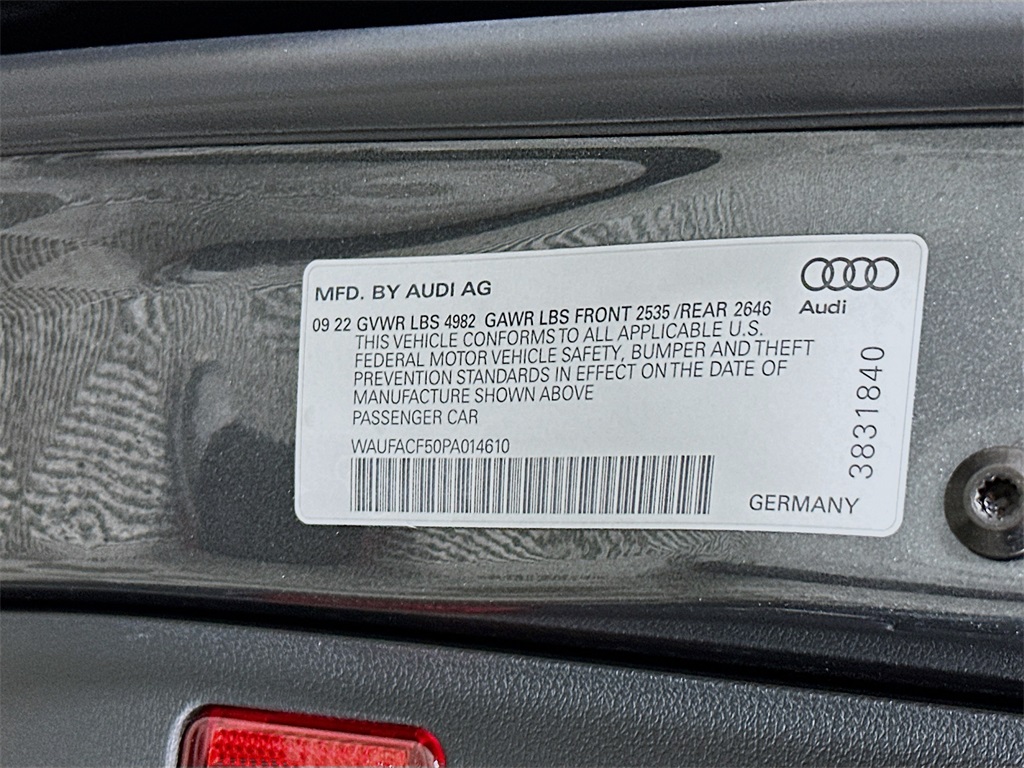 MFD. BY AUDI AG
Audi
09 22 GVWR LBS 4982 GAWR LBS FRONT 2535 /REAR 2646
THIS VEHICLE CONFORMS TO ALL APPLICABLE U.S.
FEDERAL MOTOR VEHICLE SAFETY, BUMPER AND THEFT
PREVENTION STANDARDS IN EFFECT ON THE DATE OF
MANUFACTURE SHOWN ABOVE
PASSENGER CAR
WAUFACF50PA014610
3831840
GERMANY